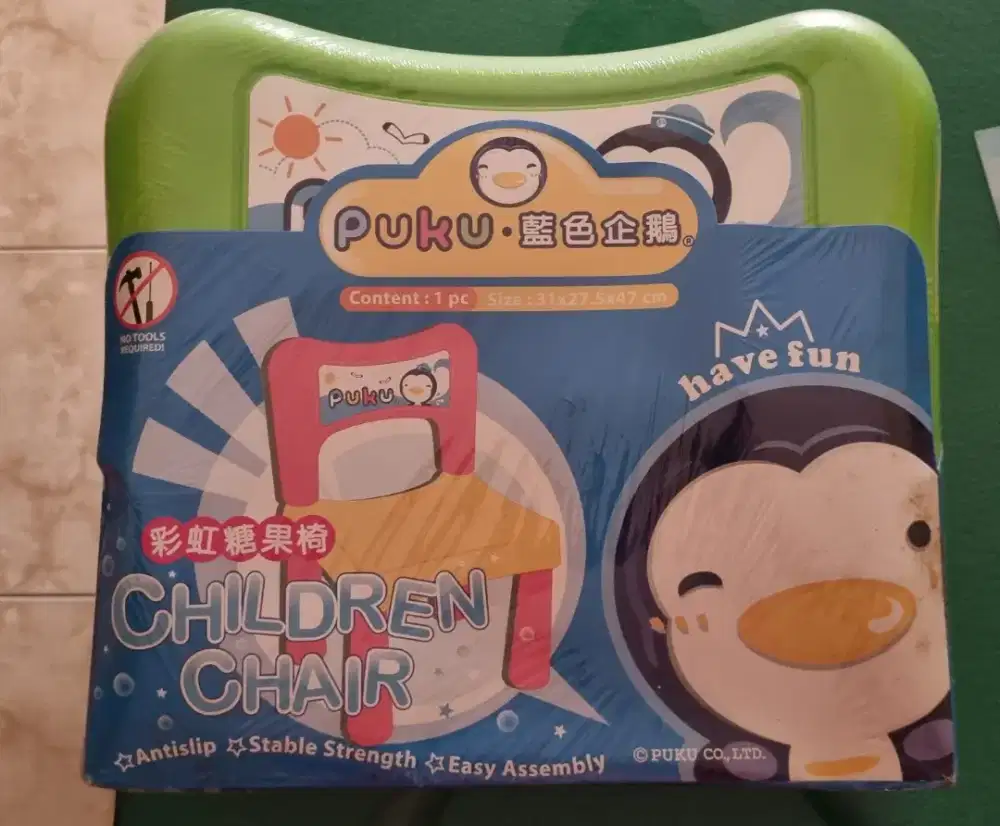 Puku·藍色企鵝®
Content : 1 pc Size : 31x27.5x47 cm
NO TOOLS
REQUIRED!
have fun
Puku
彩虹糖果椅
CHILDREN
CHAIR
☆Antislip ☆Stable Strength ☆Easy Assembly
© PUKU CO., LTD.